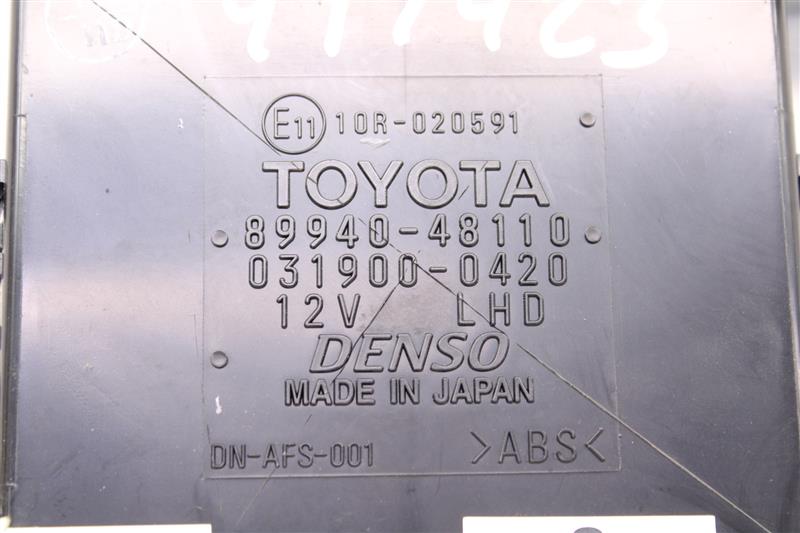 E11 10R-020591
TOYOTA
89940-48110
031900-0420
12V LHD
DENSO
MADE IN JAPAN
DN-AFS-001 >ABS<